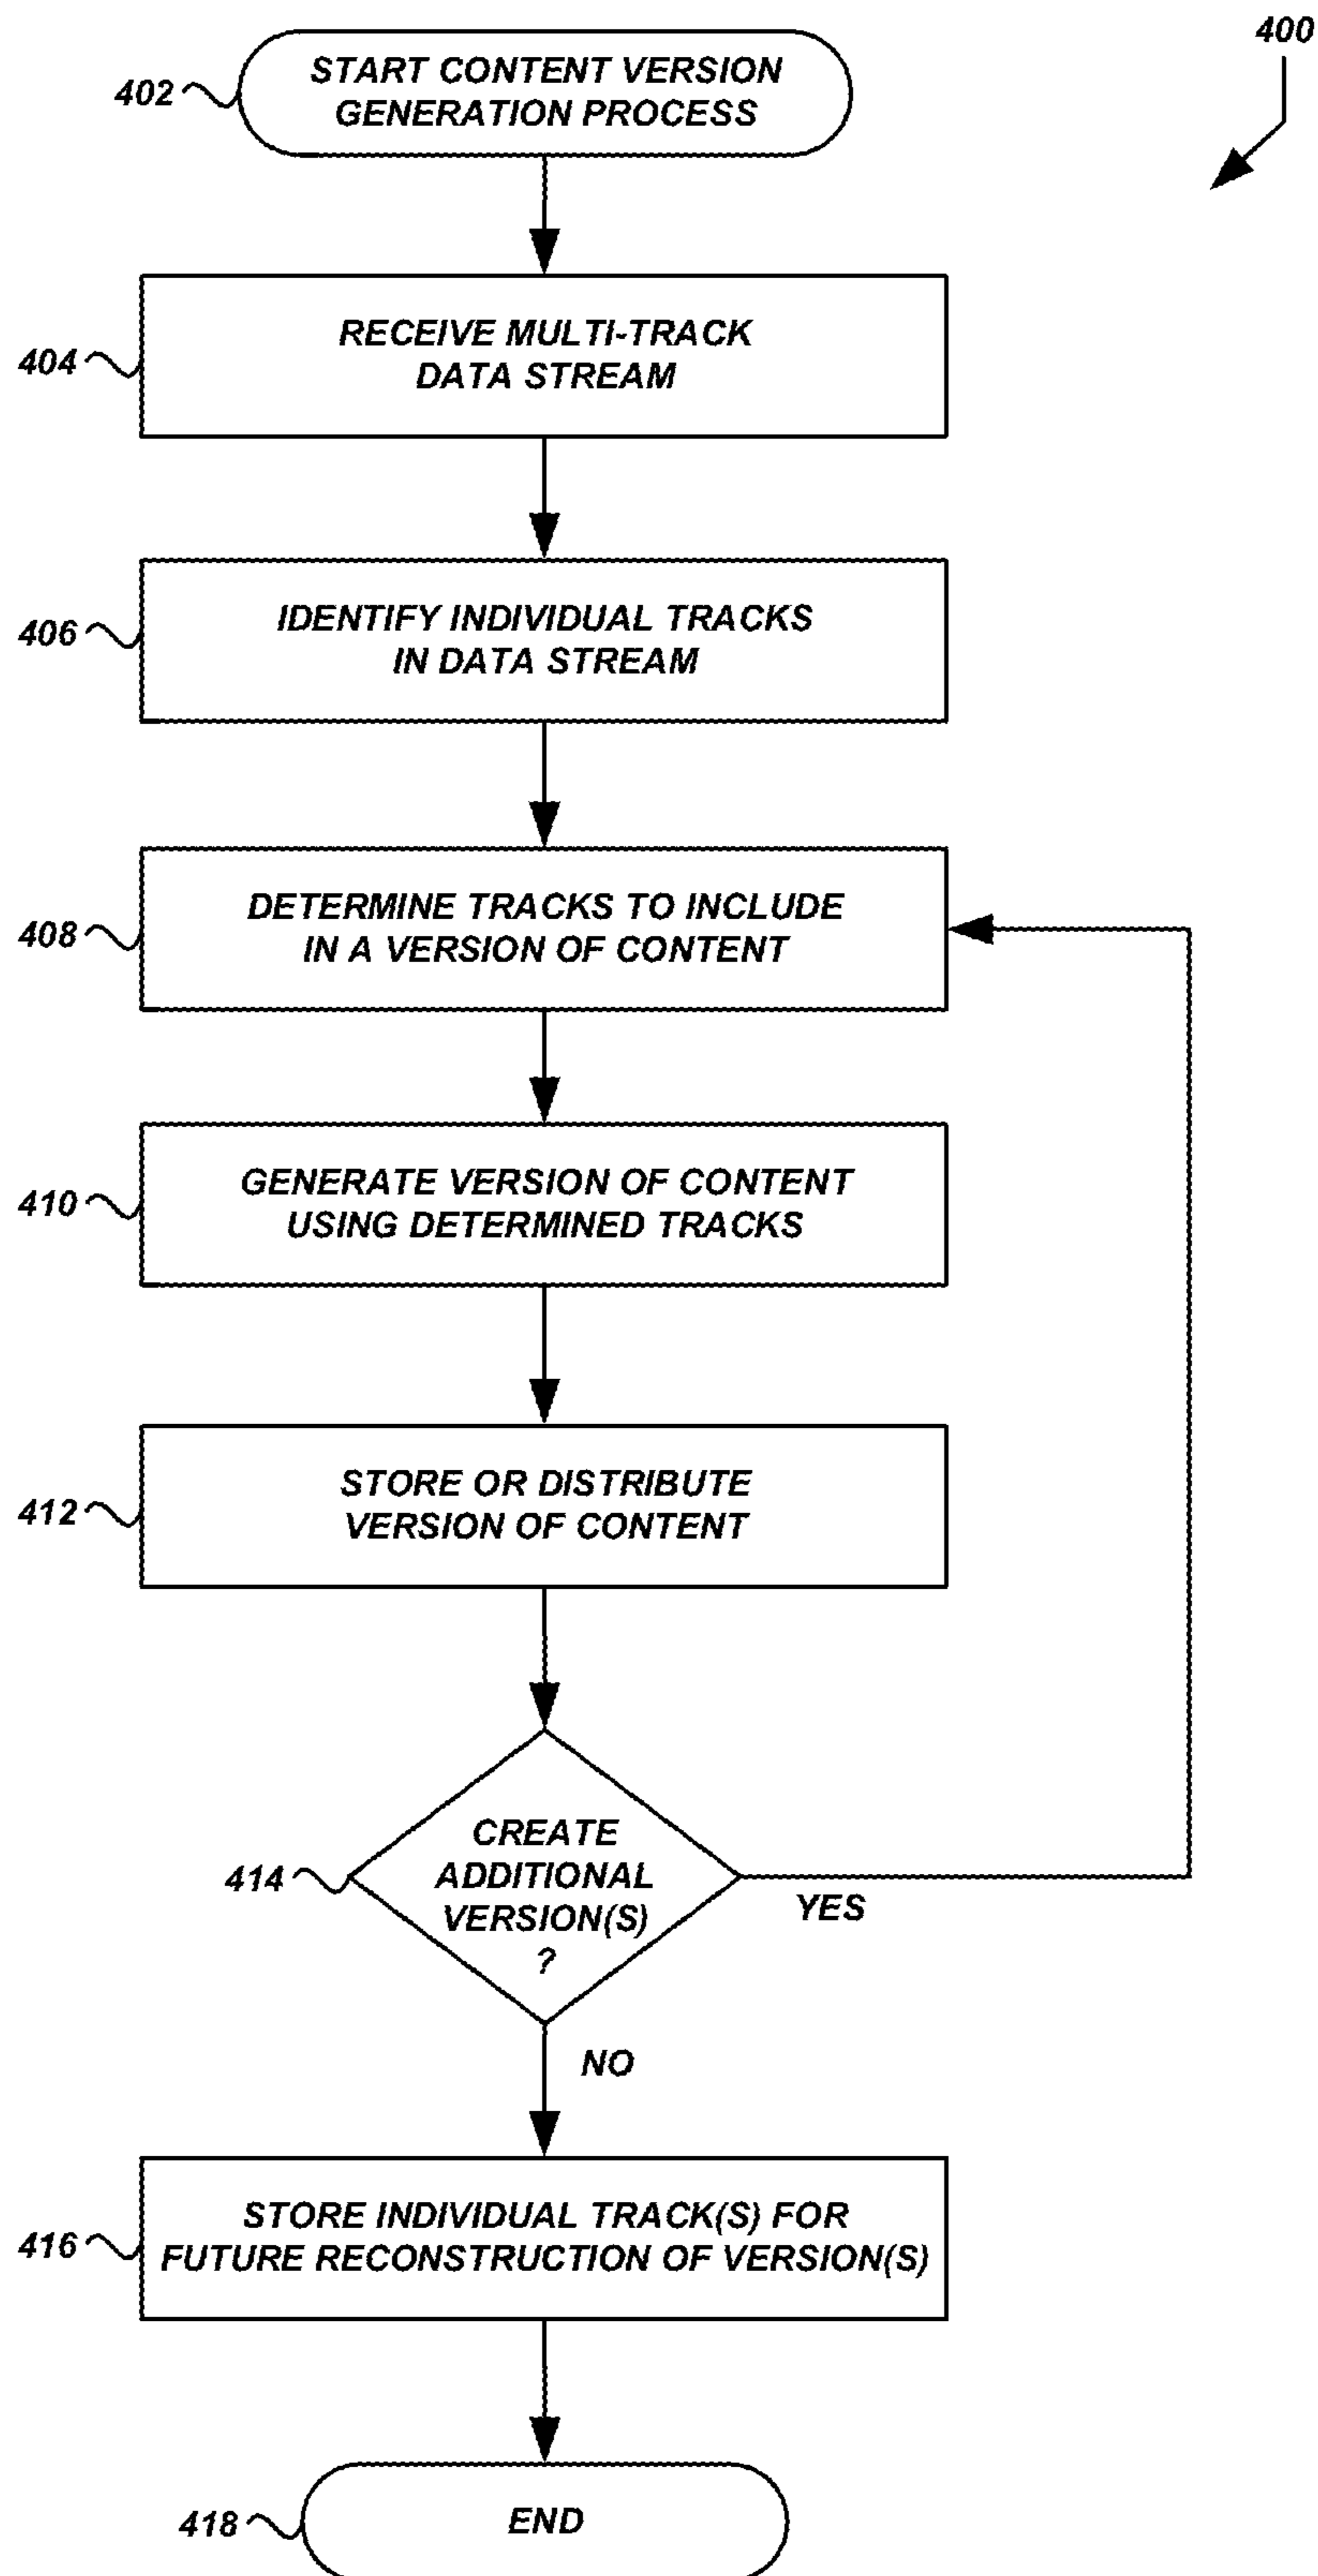 400
402
START CONTENT VERSION
GENERATION PROCESS
404
RECEIVE MULTI-TRACK
DATA STREAM
406
IDENTIFY INDIVIDUAL TRACKS
IN DATA STREAM
408
DETERMINE TRACKS TO INCLUDE
IN A VERSION OF CONTENT
410
GENERATE VERSION OF CONTENT
USING DETERMINED TRACKS
412
STORE OR DISTRIBUTE
VERSION OF CONTENT
414
CREATE
ADDITIONAL
VERSION(S)
?
YES
NO
416
STORE INDIVIDUAL TRACK(S) FOR
FUTURE RECONSTRUCTION OF VERSION(S)
418
END